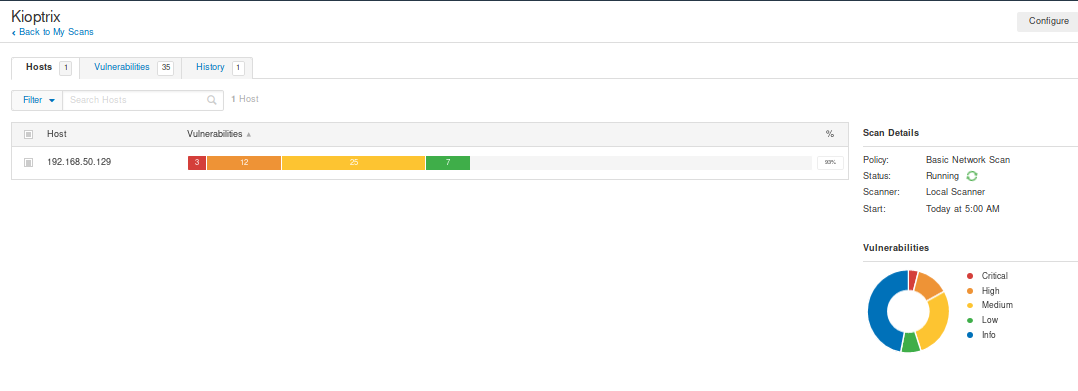 Kioptrix
Configure
‹ Back to My Scans
Hosts 1 Vulnerabilities 35 History 1
Filter Search Hosts 1 Host
Host Vulnerabilities %
192.168.50.129 3 12 25 7 93%
Scan Details
Policy: Basic Network Scan
Status: Running
Scanner: Local Scanner
Start: Today at 5:00 AM
Vulnerabilities
Critical
High
Medium
Low
Info